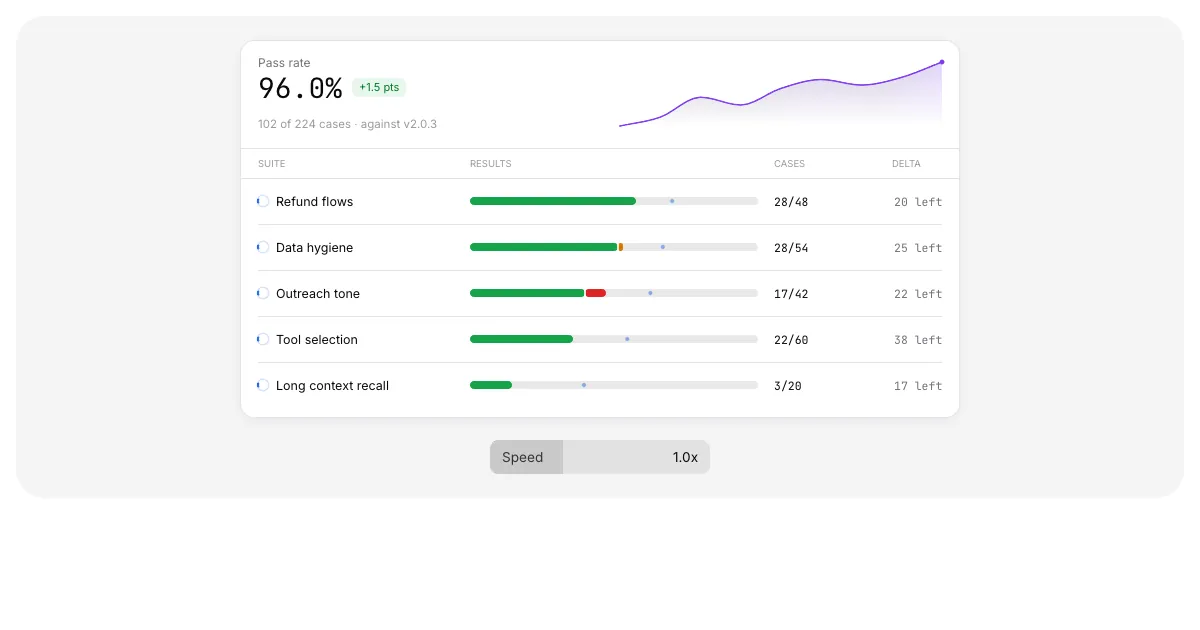 Pass rate
96.0% +1.5 pts
102 of 224 cases · against v2.0.3
SUITE RESULTS CASES DELTA
Refund flows 28/48 20 left
Data hygiene 28/54 25 left
Outreach tone 17/42 22 left
Tool selection 22/60 38 left
Long context recall 3/20 17 left
Speed 1.0x